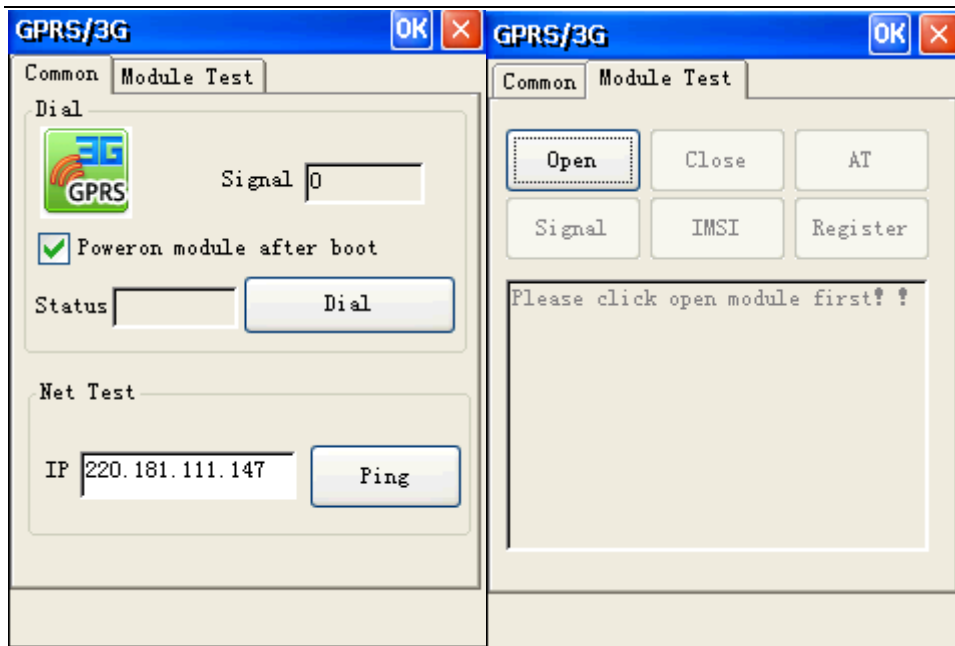 GPRS/3G OK
Common Module Test
Dial
3G
GPRS
Signal 0
Poweron module after boot
Status Dial
Net Test
IP 220.181.111.147 Ping
GPRS/3G OK
Common Module Test
Open Close AT
Signal IMSI Register
Please click open module first!!